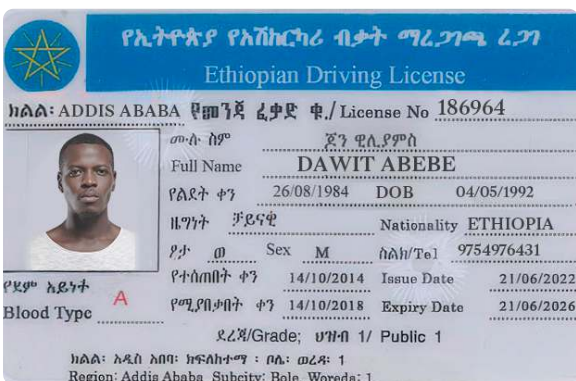 የኢትዮጵያ የአሽከርካሪ ብቃት ማረጋገጫ ፈቃድ
Ethiopian Driving License
ክልል: ADDIS ABABA የመንጃ ፈቃድ ቁ./ License No 186964
ሙሉ ስም ጆን ዊሊያምስ
Full Name DAWIT ABEBE
የልደት ቀን 26/08/1984 DOB 04/05/1992
ዜግነት ቻይናዊ Nationality ETHIOPIA
ፆታ ወ Sex M ስልክ/Tel 9754976431
የተሰጠበት ቀን 14/10/2014 Issue Date 21/06/2022
የሚያበቃበት ቀን 14/10/2018 Expiry Date 21/06/2026
የደም አይነት
Blood Type A
ደረጃ/Grade; ህዝብ 1/ Public 1
ክልል: አዲስ አበባ: ክፍለከተማ : ቦሌ: ወረዳ: 1
Region: Addis Ababa Subcity: Bole Woreda: 1